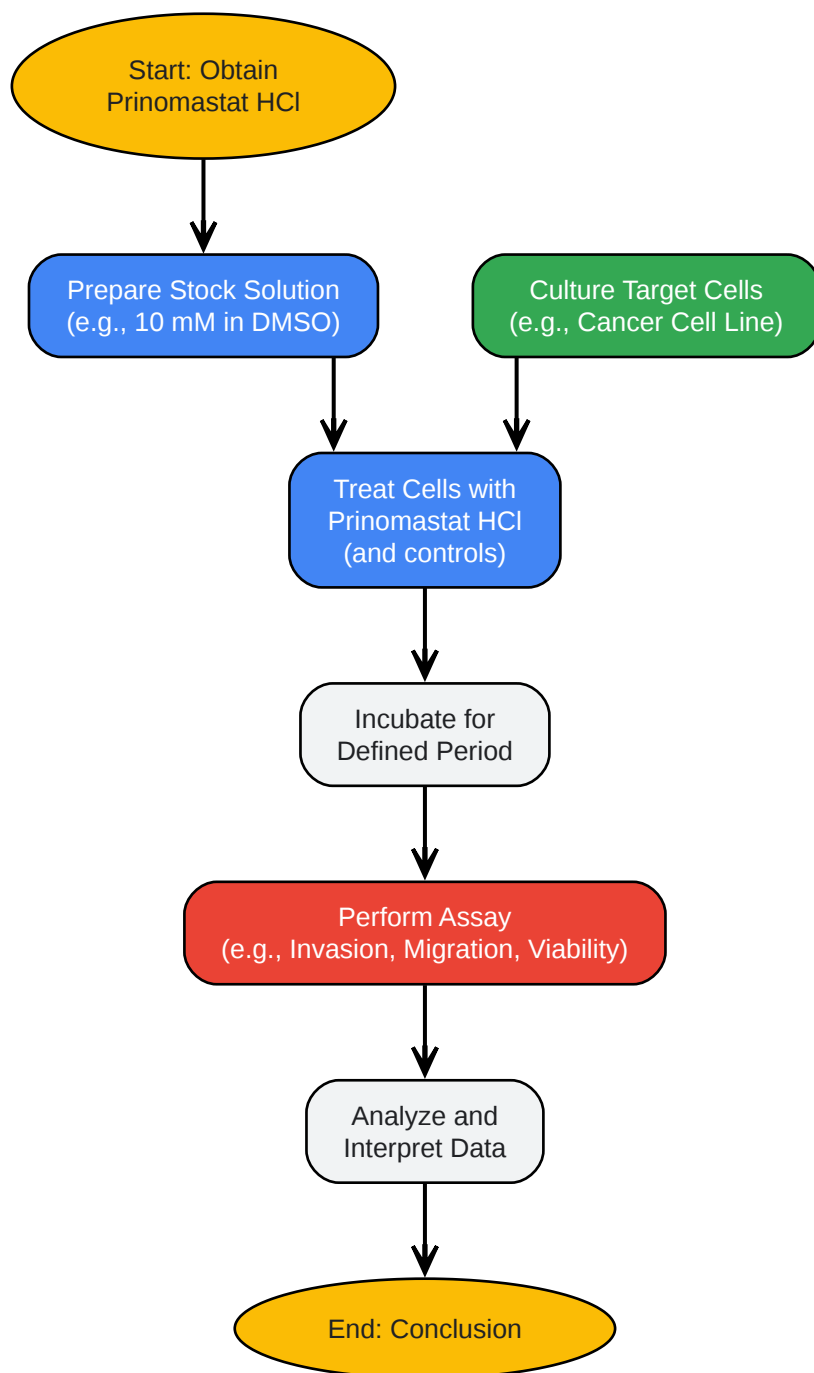 Start: Obtain
Prinomastat HCl
Prepare Stock Solution
(e.g., 10 mM in DMSO)
Culture Target Cells
(e.g., Cancer Cell Line)
Treat Cells with
Prinomastat HCl
(and controls)
Incubate for
Defined Period
Perform Assay
(e.g., Invasion, Migration, Viability)
Analyze and
Interpret Data
End: Conclusion